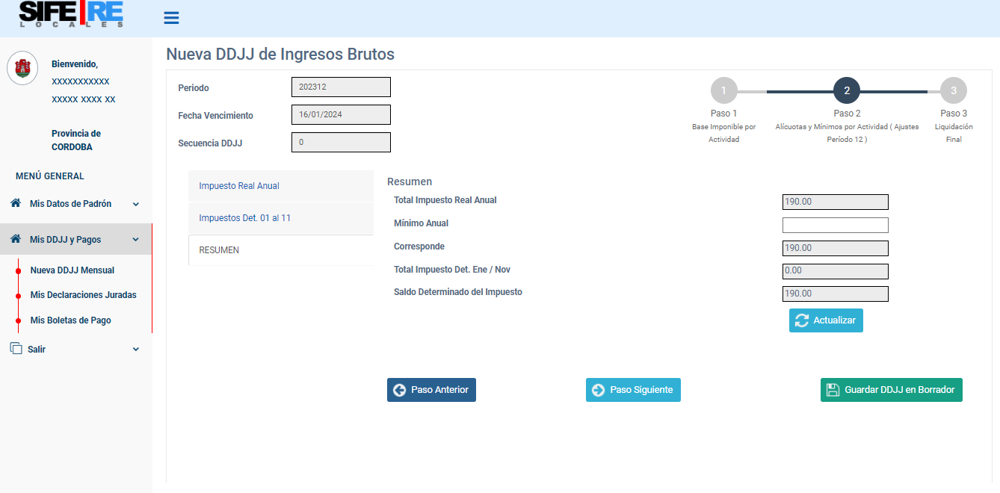 SIFERE
LOCALES
Bienvenido,
XXXXXXXXXXX
XXXXX XXXX XX
Provincia de
CORDOBA
MENÚ GENERAL
Mis Datos de Padrón
Mis DDJJ y Pagos
Nueva DDJJ Mensual
Mis Declaraciones Juradas
Mis Boletas de Pago
Salir
Nueva DDJJ de Ingresos Brutos
Periodo 202312
Fecha Vencimiento 16/01/2024
Secuencia DDJJ 0
1
Paso 1
Base Imponible por
Actividad
2
Paso 2
Alícuotas y Mínimos por Actividad ( Ajustes
Período 12 )
3
Paso 3
Liquidación
Final
Impuesto Real Anual
Impuestos Det. 01 al 11
RESUMEN
Resumen
Total Impuesto Real Anual 190.00
Mínimo Anual
Corresponde 190.00
Total Impuesto Det. Ene / Nov 0.00
Saldo Determinado del Impuesto 190.00
Actualizar
Paso Anterior
Paso Siguiente
Guardar DDJJ en Borrador